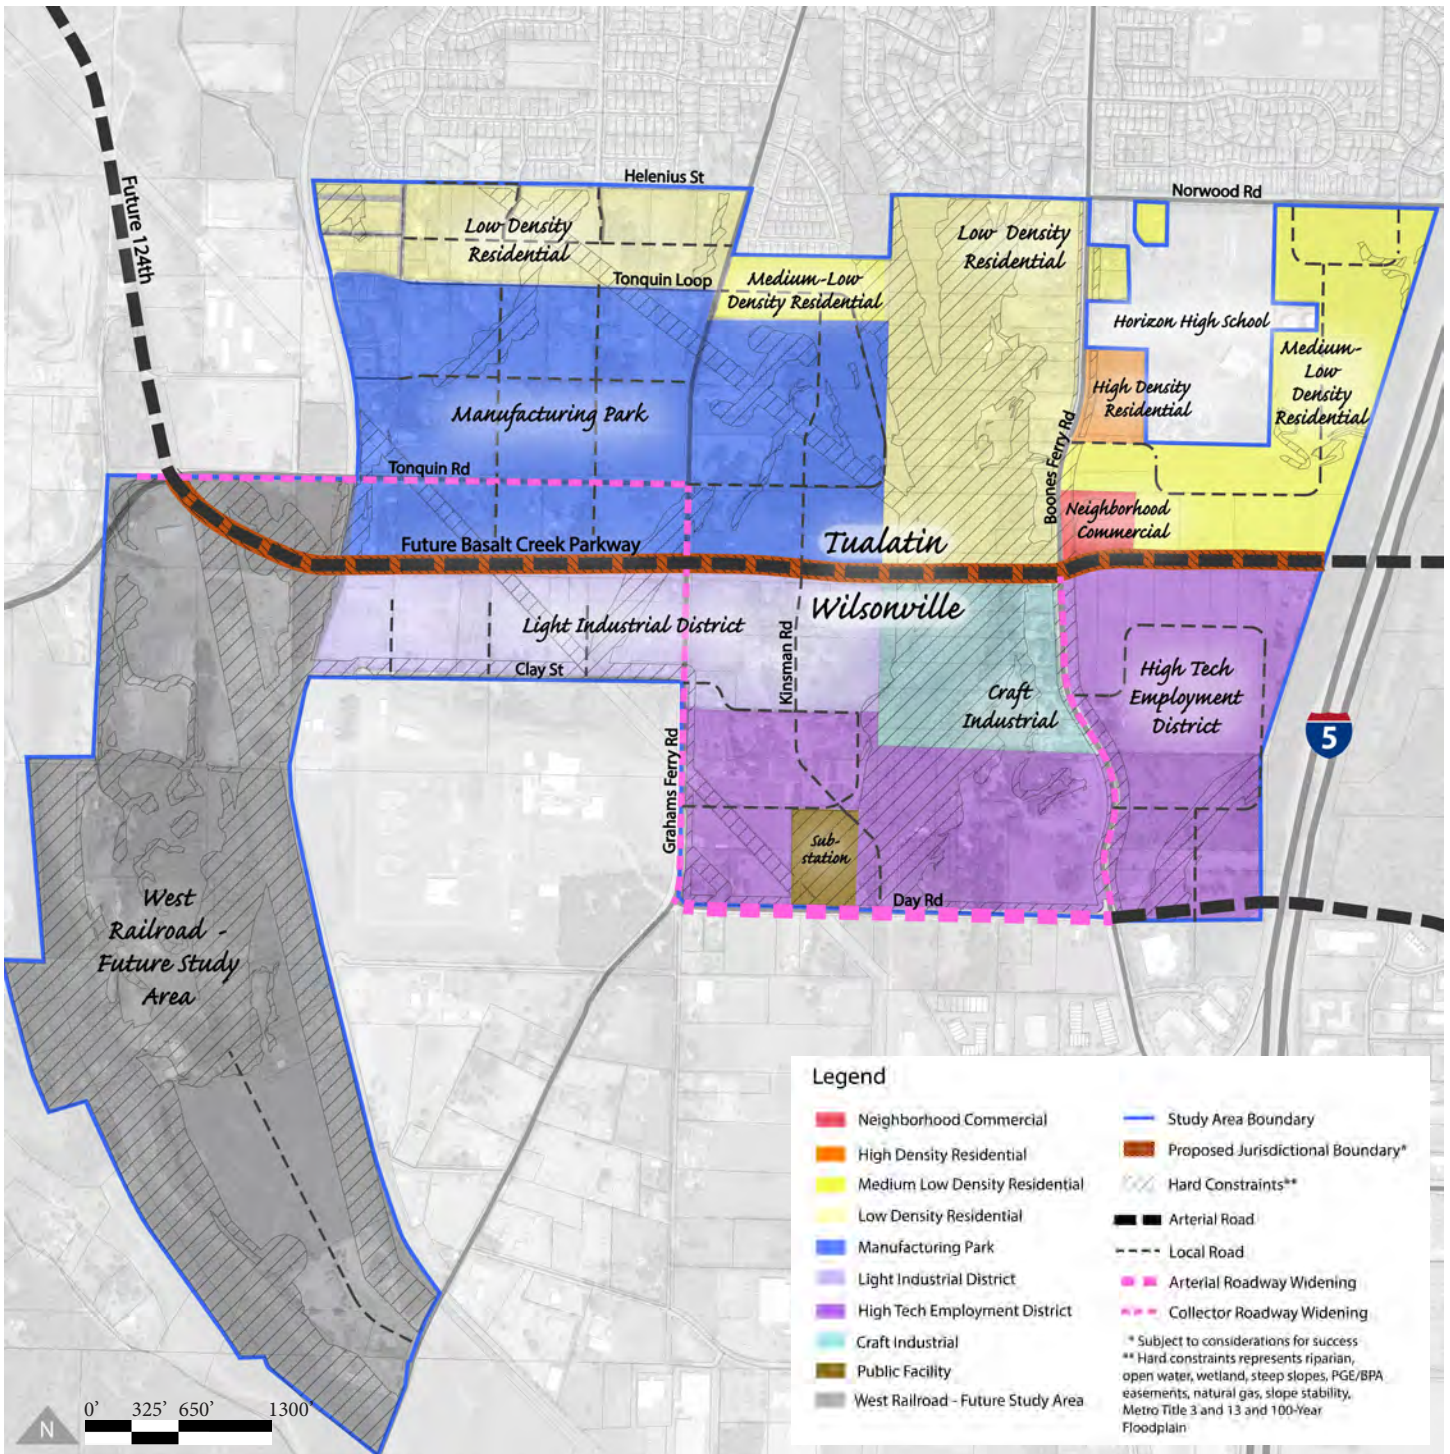 Helenius St
Norwood Rd
Future 124th
Low Density
Residential
Low Density
Residential
Tonquin Loop
Medium-Low
Density Residential
Horizon High School
Medium-
Low
Density
Residential
High Density
Residential
Manufacturing Park
Boones Ferry Rd
Tonquin Rd
Neighborhood
Commercial
Future Basalt Creek Parkway
Tualatin
Wilsonville
Light Industrial District
Kinsman Rd
Clay St
Craft
Industrial
High Tech
Employment
District
5
Grahams Ferry Rd
Sub-
station
Day Rd
West
Railroad -
Future Study
Area
Legend
Neighborhood Commercial
High Density Residential
Medium Low Density Residential
Low Density Residential
Manufacturing Park
Light Industrial District
High Tech Employment District
Craft Industrial
Public Facility
West Railroad - Future Study Area
Study Area Boundary
Proposed Jurisdictional Boundary*
Hard Constraints**
Arterial Road
Local Road
Arterial Roadway Widening
Collector Roadway Widening
* Subject to considerations for success
** Hard constraints represents riparian,
open water, wetland, steep slopes, PGE/BPA
easements, natural gas, slope stability,
Metro Title 3 and 13 and 100-Year
Floodplain
N
0' 325' 650' 1300'